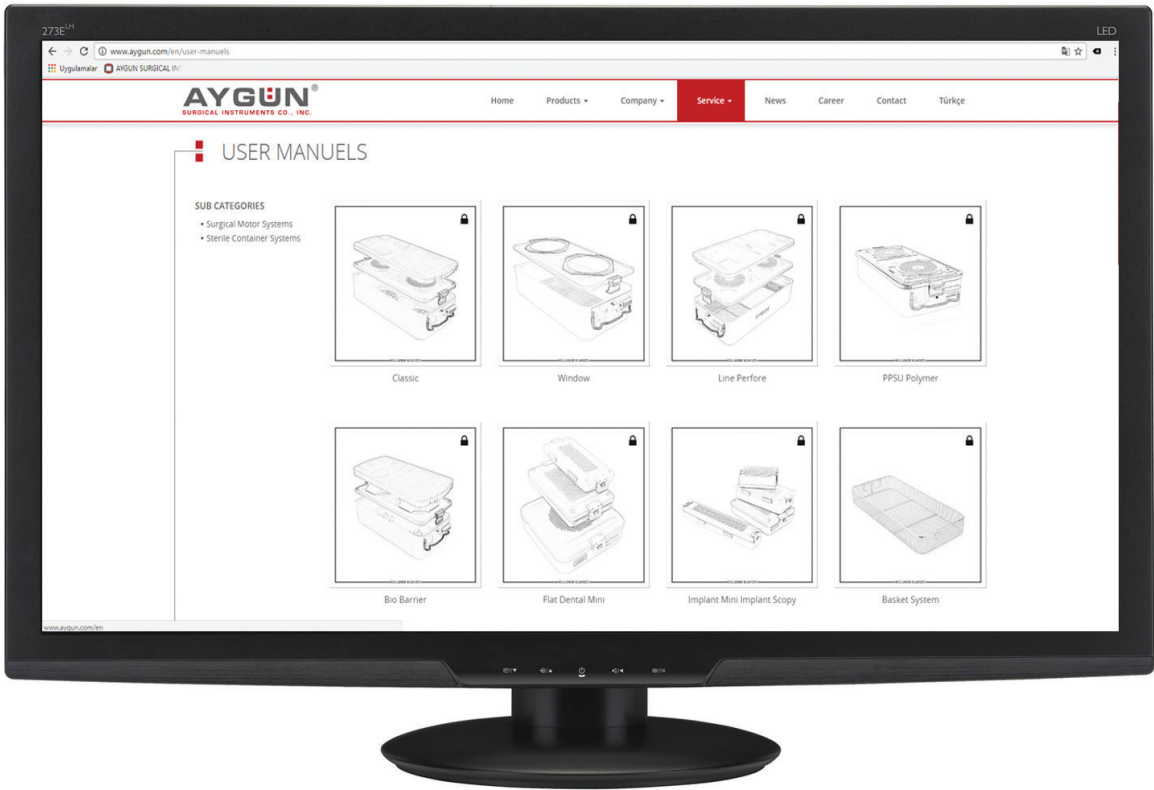 273E LH
LED
www.aygun.com/en/user-manuels
Uygulamalar AYGUN SURGICAL IN
AYGÜN®
SURGICAL INSTRUMENTS CO., INC.
Home Products Company Service News Career Contact Türkçe
USER MANUELS
SUB CATEGORIES
• Surgical Motor Systems
• Sterile Container Systems
Classic Window Line Perfore PPSU Polymer
Bio Barrier Flat Dental Mini Implant Mini Implant Scopy Basket System
www.aygun.com/en